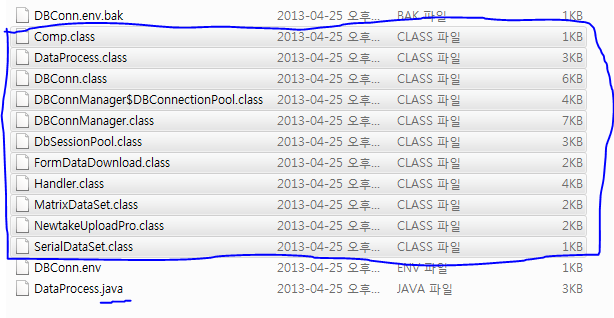 DBConn.env.bak 2013-04-25 오후... BAK 파일 1KB
Comp.class 2013-04-25 오후... CLASS 파일 1KB
DataProcess.class 2013-04-25 오후... CLASS 파일 3KB
DBConn.class 2013-04-25 오후... CLASS 파일 6KB
DBConnManager$DBConnectionPool.class 2013-04-25 오후... CLASS 파일 4KB
DBConnManager.class 2013-04-25 오후... CLASS 파일 7KB
DbSessionPool.class 2013-04-25 오후... CLASS 파일 3KB
FormDataDownload.class 2013-04-25 오후... CLASS 파일 2KB
Handler.class 2013-04-25 오후... CLASS 파일 4KB
MatrixDataSet.class 2013-04-25 오후... CLASS 파일 2KB
NewtakeUploadPro.class 2013-04-25 오후... CLASS 파일 2KB
SerialDataSet.class 2013-04-25 오후... CLASS 파일 1KB
DBConn.env 2013-04-25 오후... ENV 파일 1KB
DataProcess.java 2013-04-25 오후... JAVA 파일 3KB